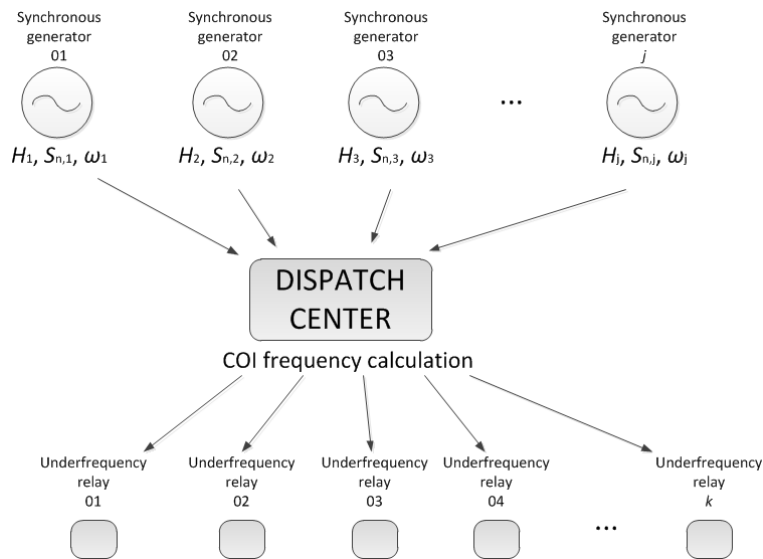 Synchronous
generator
01
Synchronous
generator
02
Synchronous
generator
03
Synchronous
generator
j
...
H1, Sn,1, ω1
H2, Sn,2, ω2
H3, Sn,3, ω3
Hj, Sn,j, ωj
DISPATCH
CENTER
COI frequency calculation
Underfrequency
relay
01
Underfrequency
relay
02
Underfrequency
relay
03
Underfrequency
relay
04
Underfrequency
relay
k
...